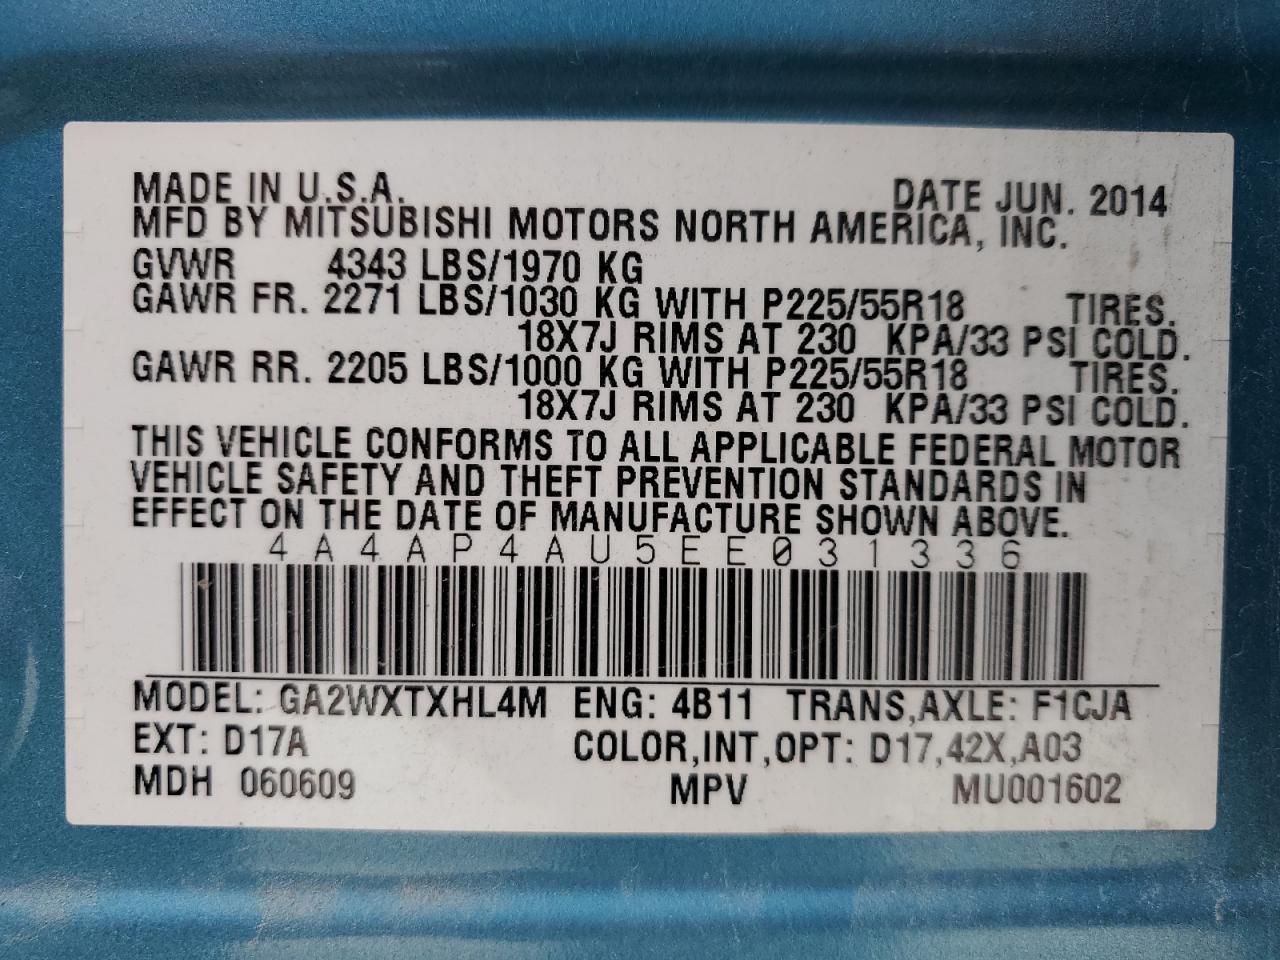 MADE IN U.S.A. DATE JUN. 2014
MFD BY MITSUBISHI MOTORS NORTH AMERICA, INC.
GVWR 4343 LBS/1970 KG
GAWR FR. 2271 LBS/1030 KG WITH P225/55R18 TIRES.
18X7J RIMS AT 230 KPA/33 PSI COLD.
GAWR RR. 2205 LBS/1000 KG WITH P225/55R18 TIRES.
18X7J RIMS AT 230 KPA/33 PSI COLD.
THIS VEHICLE CONFORMS TO ALL APPLICABLE FEDERAL MOTOR
VEHICLE SAFETY AND THEFT PREVENTION STANDARDS IN
EFFECT ON THE DATE OF MANUFACTURE SHOWN ABOVE.
4A4AP4AU5EE031336
MODEL: GA2WXTXHL4M ENG: 4B11 TRANS,AXLE: F1CJA
EXT: D17A COLOR,INT,OPT: D17,42X,A03
MDH 060609 MPV MU001602